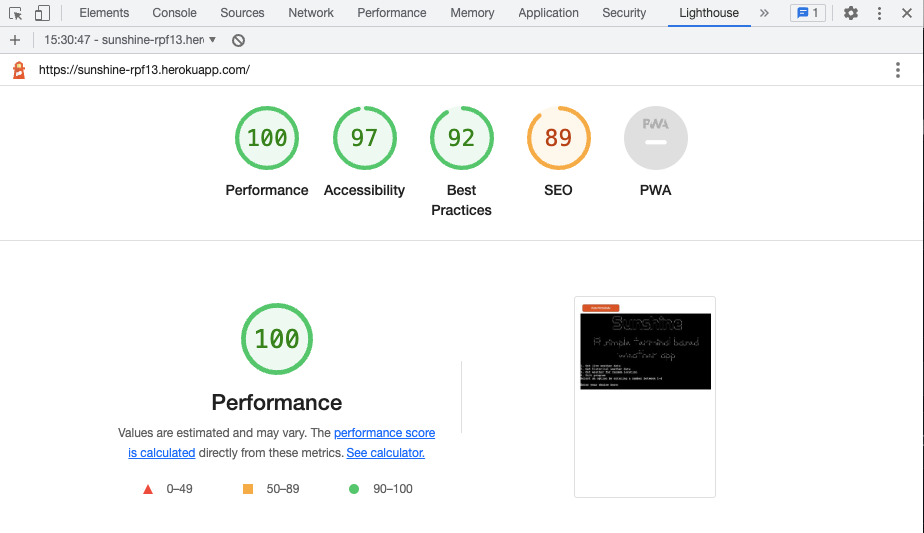 Elements Console Sources Network Performance Memory Application Security Lighthouse » 1
15:30:47 - sunshine-rpf13.her
https://sunshine-rpf13.herokuapp.com/
100 97 92 89 PWA
Performance Accessibility Best Practices SEO PWA
100
Performance
Values are estimated and may vary. The performance score
is calculated directly from these metrics. See calculator.
0–49 50–89 90–100
Sunshine
A simple terminal based
weather app